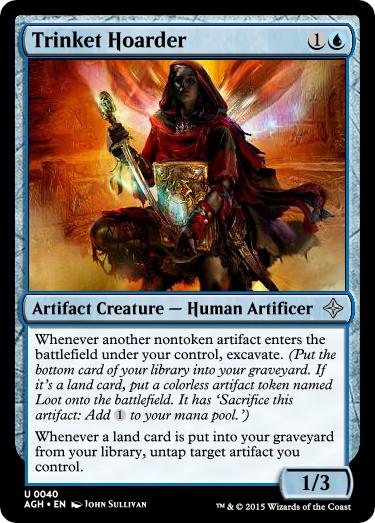 Trinket Hoarder 1
Artifact Creature — Human Artificer
Whenever another nontoken artifact enters the
battlefield under your control, excavate. (Put the
bottom card of your library into your graveyard. If
it's a land card, put a colorless artifact token named
Loot onto the battlefield. It has ‘Sacrifice this
artifact: Add 1 to your mana pool.’)
Whenever a land card is put into your graveyard
from your library, untap target artifact you
control.
1/3
U 0040
AGH • EN John Sullivan
™ & © 2015 Wizards of the Coast